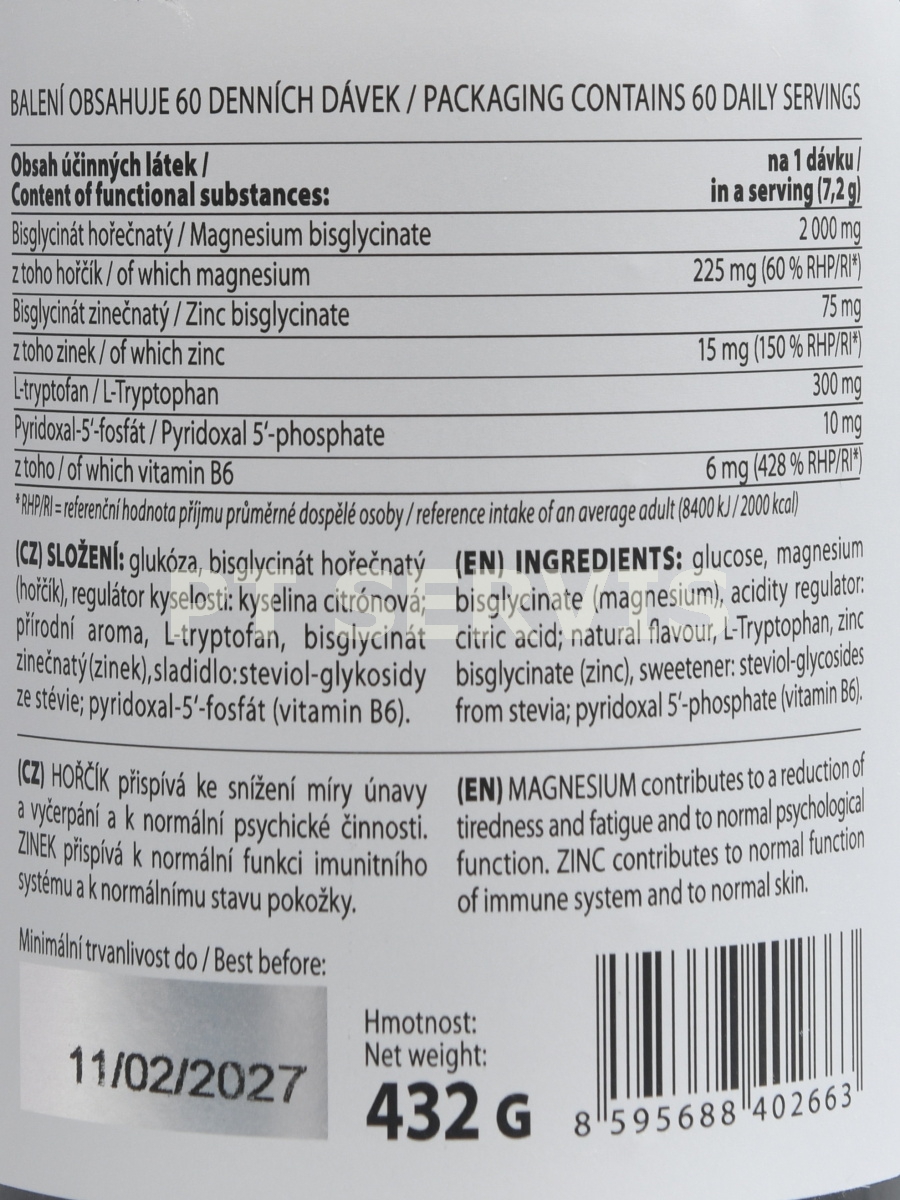 BALENÍ OBSAHUJE 60 DENNÍCH DÁVEK / PACKAGING CONTAINS 60 DAILY SERVINGS
Obsah účinných látek / na 1 dávku /
Content of functional substances: in a serving (7,2 g)
Bisglycinát hořečnatý / Magnesium bisglycinate 2 000 mg
z toho hořčík / of which magnesium 225 mg (60 % RHP/RI*)
Bisglycinát zinečnatý / Zinc bisglycinate 75 mg
z toho zinek / of which zinc 15 mg (150 % RHP/RI*)
L-tryptofan / L-Tryptophan 300 mg
Pyridoxal-5‘-fosfát / Pyridoxal 5‘-phosphate 10 mg
z toho / of which vitamin B6 6 mg (428 % RHP/RI*)
*RHP/RI = referenční hodnota příjmu průměrné dospělé osoby / reference intake of an average adult (8400 kJ / 2000 kcal)
(CZ) SLOŽENÍ: glukóza, bisglycinát hořečnatý
(hořčík), regulátor kyselosti: kyselina citrónová;
přírodní aroma, L-tryptofan, bisglycinát
zinečnatý (zinek), sladidlo: steviol-glykosidy
ze stévie; pyridoxal-5‘-fosfát (vitamin B6).
(EN) INGREDIENTS: glucose, magnesium
bisglycinate (magnesium), acidity regulator:
citric acid; natural flavour, L-Tryptophan, zinc
bisglycinate (zinc), sweetener: steviol-glycosides
from stevia; pyridoxal 5‘-phosphate (vitamin B6).
PT SERVIS
(CZ) HOŘČÍK přispívá ke snížení míry únavy
a vyčerpání a k normální psychické činnosti.
ZINEK přispívá k normální funkci imunitního
systému a k normálnímu stavu pokožky.
(EN) MAGNESIUM contributes to a reduction of
tiredness and fatigue and to normal psychological
function. ZINC contributes to normal function
of immune system and to normal skin.
Minimální trvanlivost do / Best before:
11/02/2027
Hmotnost:
Net weight:
432 G
8 595688 402663